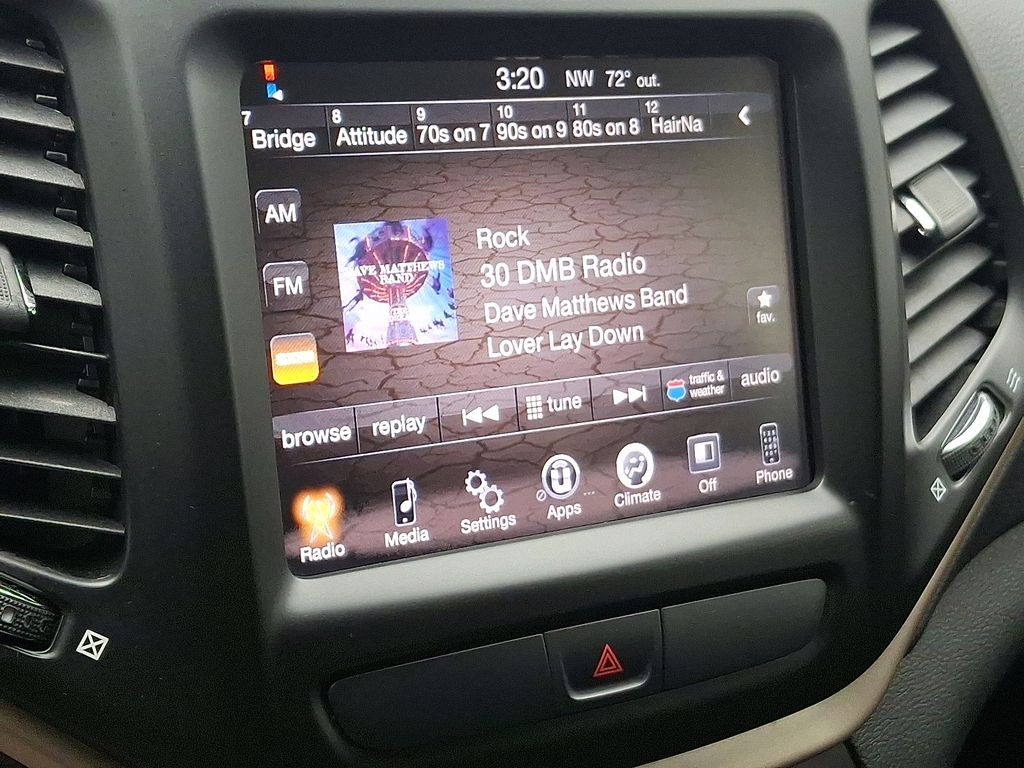 3:20 NW 72° out.
7 8 9 10 11 12
Bridge Attitude 70s on 7 90s on 9 80s on 8 HairNa
AM
DAVE MATTHEWS
BAND
Rock
30 DMB Radio
FM
Dave Matthews Band
Lover Lay Down
fav.
browse replay tune traffic &
weather audio
Radio Media Settings Apps ... Climate Off Phone